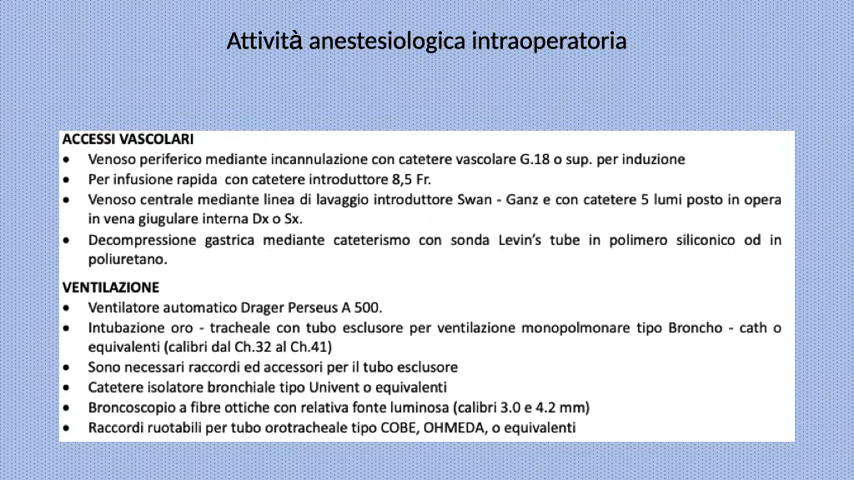 Attività anestesiologica intraoperatoria
ACCESSI VASCOLARI
• Venoso periferico mediante incannulazione con catetere vascolare G.18 o sup. per induzione
• Per infusione rapida con catetere introduttore 8,5 Fr.
• Venoso centrale mediante linea di lavaggio introduttore Swan - Ganz e con catetere 5 lumi posto in opera
in vena giugulare interna Dx o Sx.
• Decompressione gastrica mediante cateterismo con sonda Levin’s tube in polimero siliconico od in
poliuretano.
VENTILAZIONE
• Ventilatore automatico Drager Perseus A 500.
• Intubazione oro - tracheale con tubo esclusore per ventilazione monopolmonare tipo Broncho - cath o
equivalenti (calibri dal Ch.32 al Ch.41)
• Sono necessari raccordi ed accessori per il tubo esclusore
• Catetere isolatore bronchiale tipo Univent o equivalenti
• Broncoscopio a fibre ottiche con relativa fonte luminosa (calibri 3.0 e 4.2 mm)
• Raccordi ruotabili per tubo orotracheale tipo COBE, OHMEDA, o equivalenti